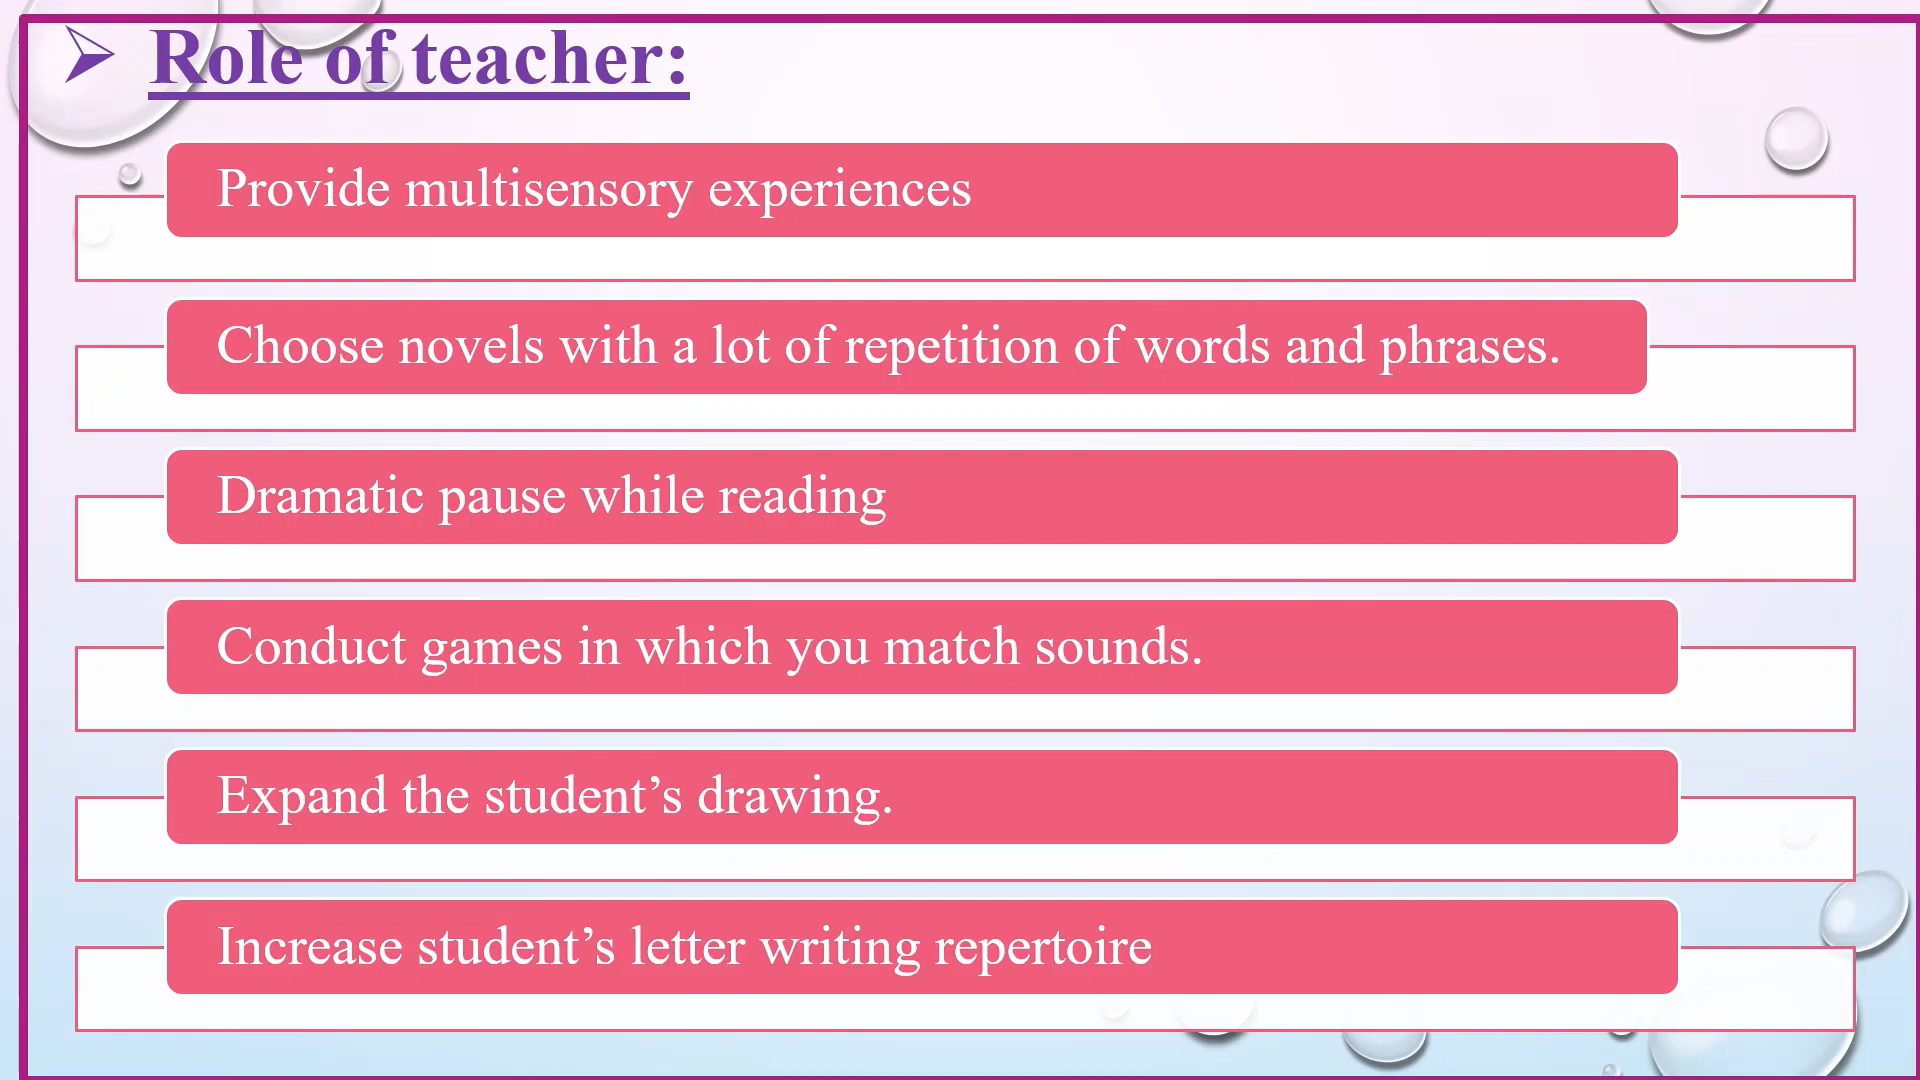 Role of teacher:
Provide multisensory experiences
Choose novels with a lot of repetition of words and phrases.
Dramatic pause while reading
Conduct games in which you match sounds.
Expand the student’s drawing.
Increase student’s letter writing repertoire